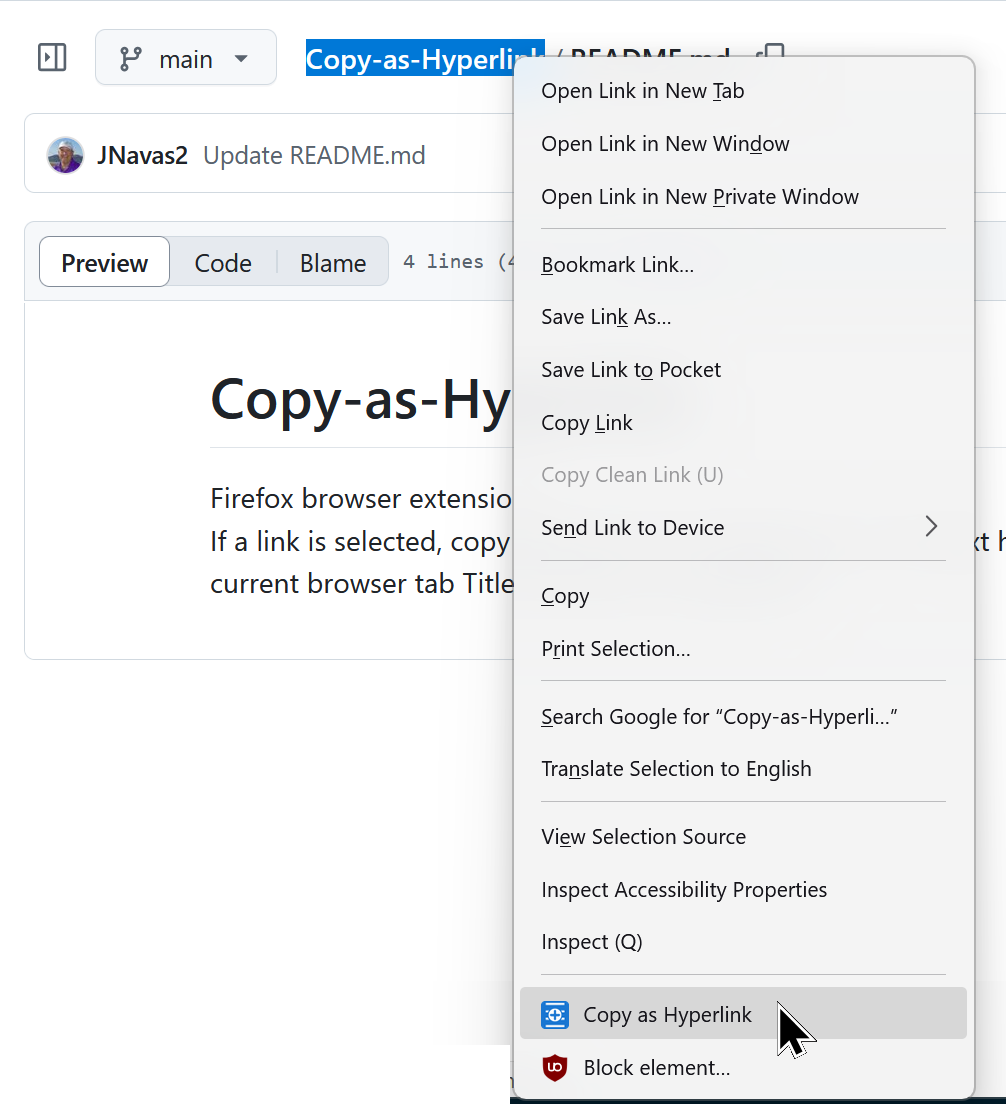 main
Copy-as-Hyperlink / README.md
JNavas2 Update README.md
Preview
Code
Blame
4 lines (4
Copy-as-Hy
Firefox browser extensio
If a link is selected, copy
current browser tab Title
Open Link in New Tab
Open Link in New Window
Open Link in New Private Window
Bookmark Link…
Save Link As…
Save Link to Pocket
Copy Link
Copy Clean Link (U)
Send Link to Device
Copy
Print Selection…
Search Google for “Copy-as-Hyperli…”
Translate Selection to English
View Selection Source
Inspect Accessibility Properties
Inspect (Q)
Copy as Hyperlink
Block element…